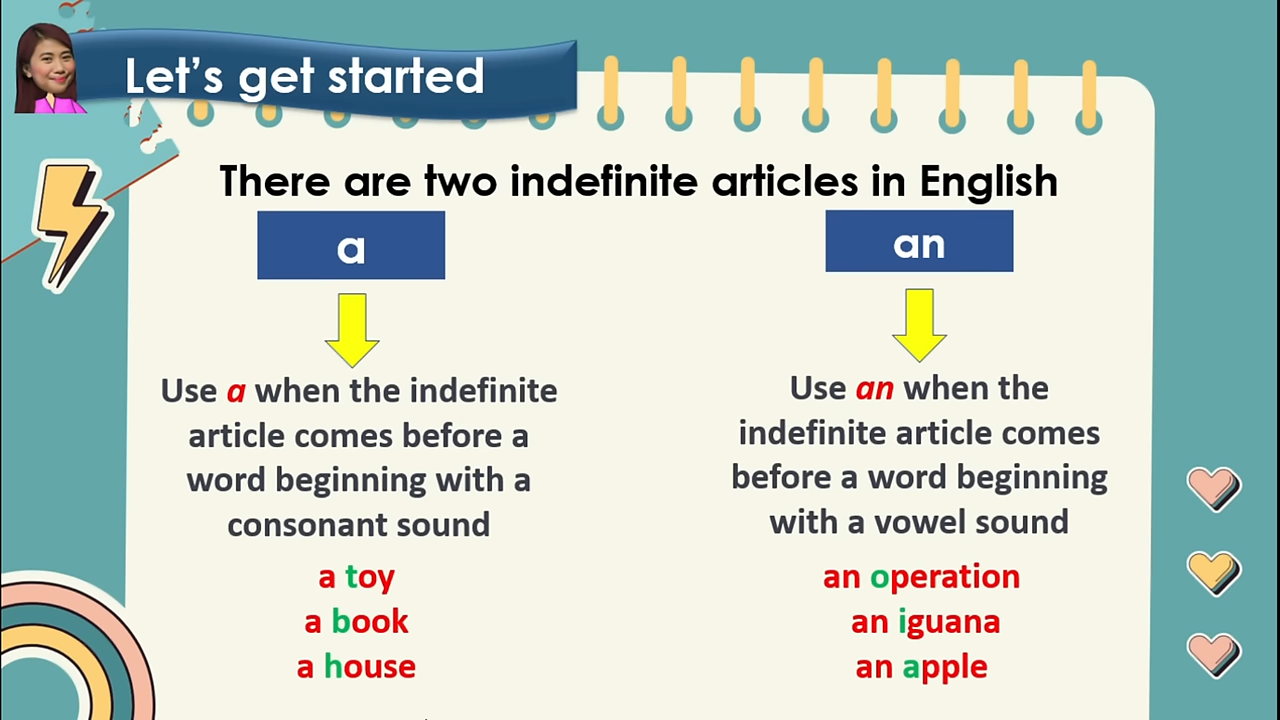 Let's get started
There are two indefinite articles in English
a
Use a when the indefinite
article comes before a
word beginning with a
consonant sound
a toy
a book
a house
an
Use an when the
indefinite article comes
before a word beginning
with a vowel sound
an operation
an iguana
an apple